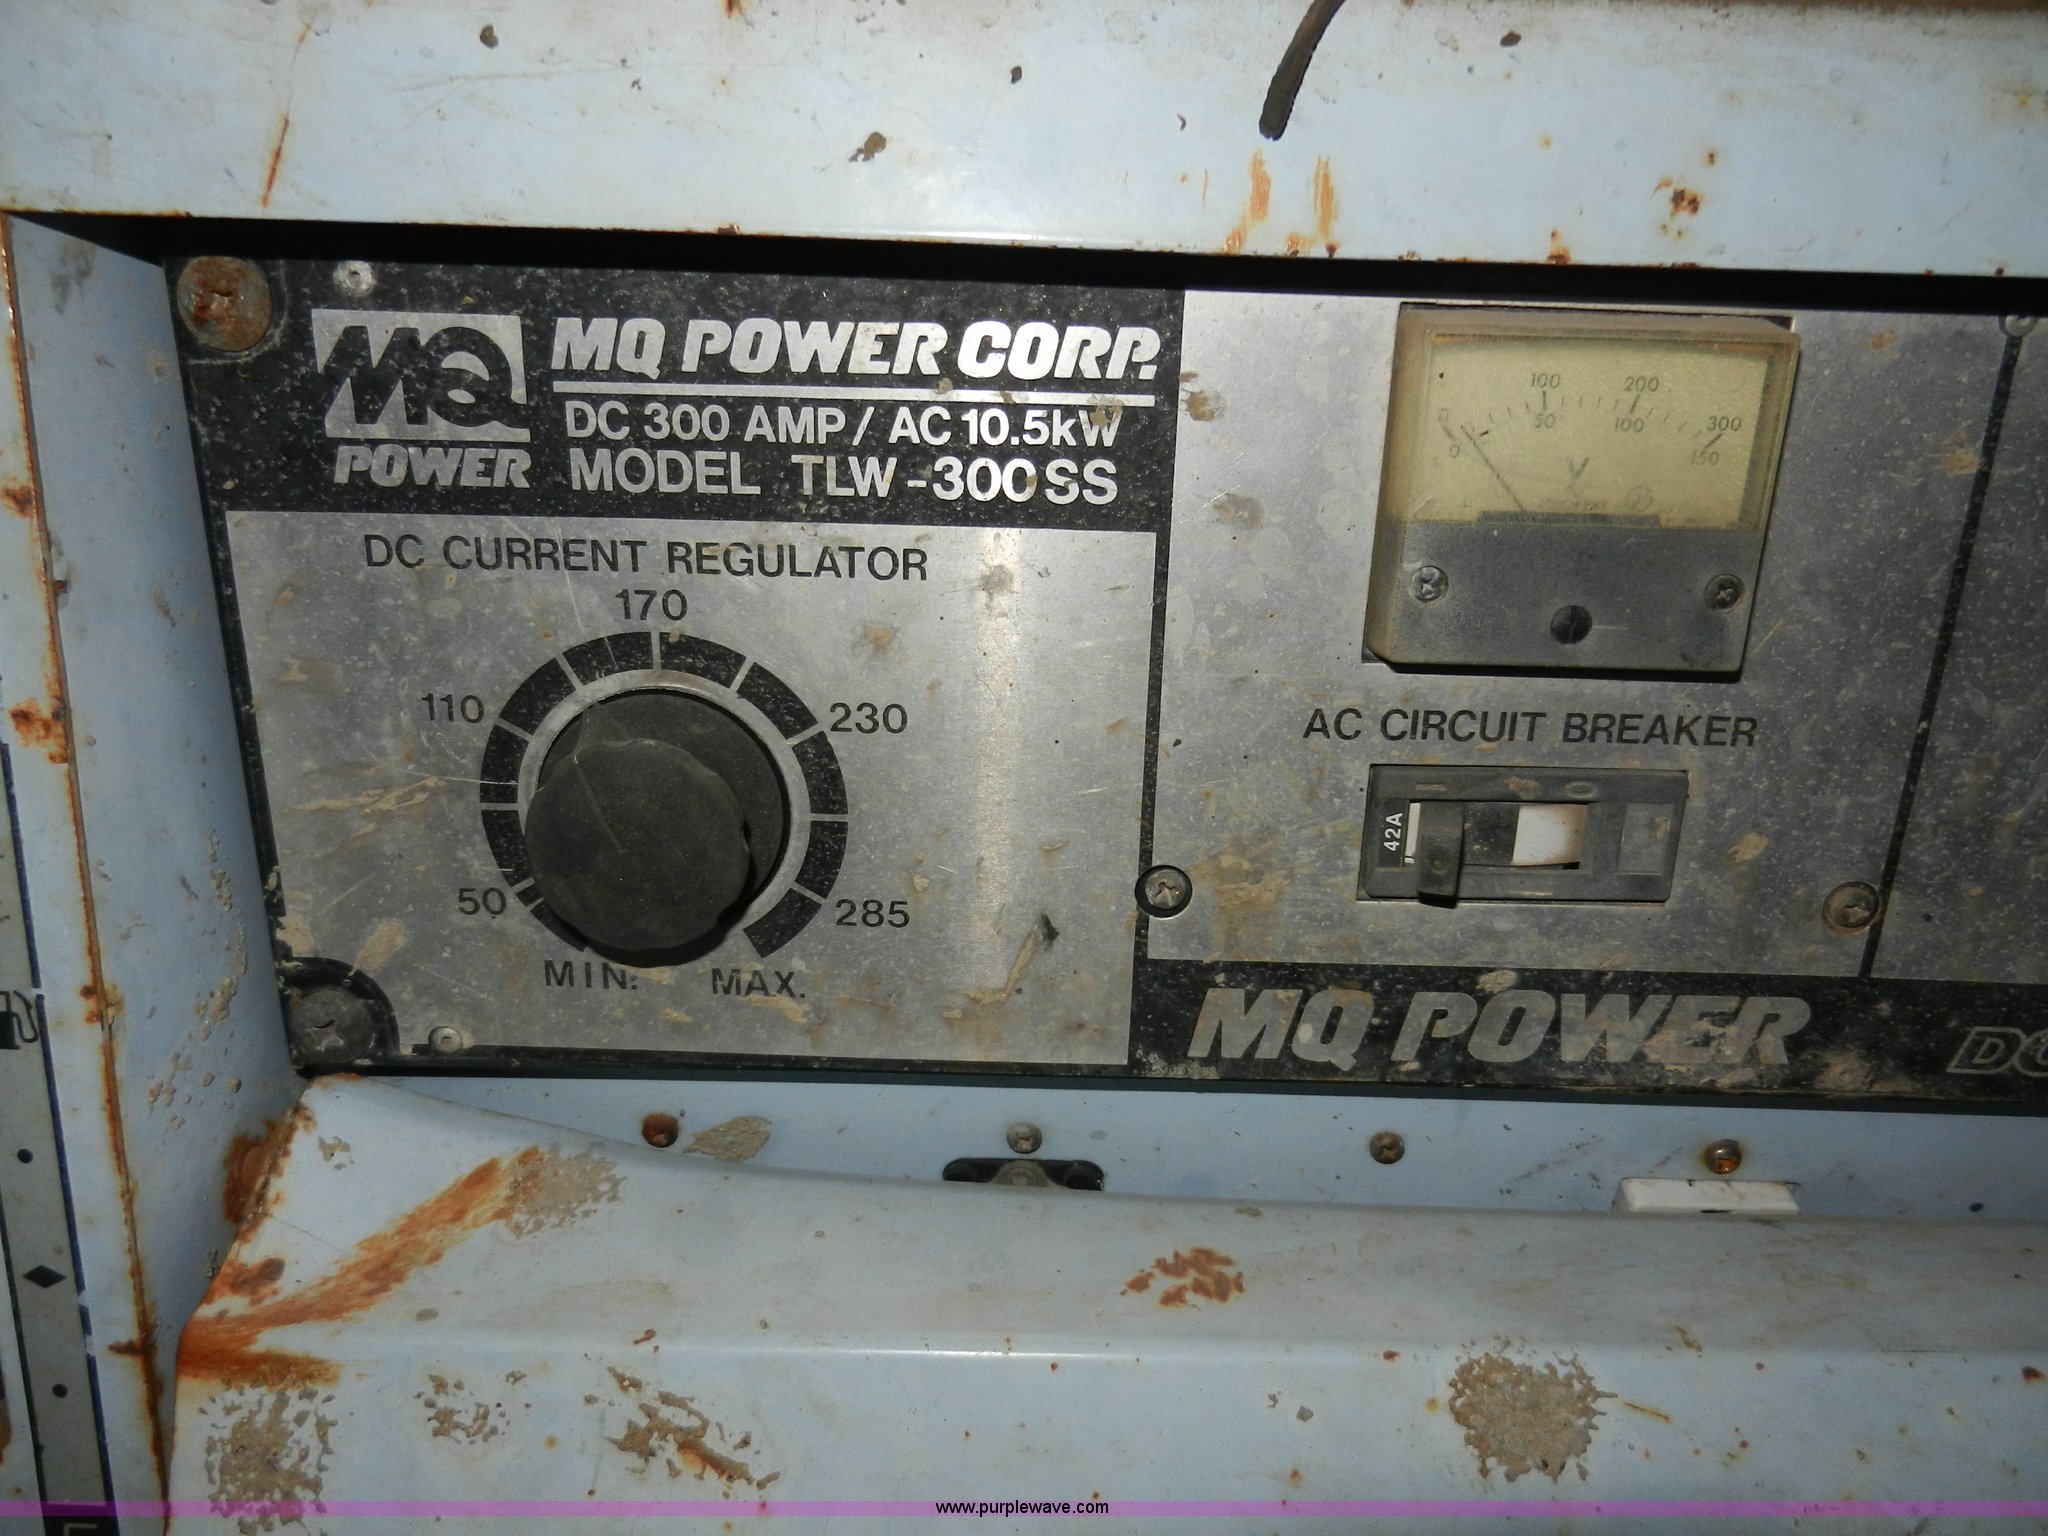 MQ
POWER
MQ POWER CORP.
DC 300 AMP / AC 10.5kW
MODEL TLW-300SS
DC CURRENT REGULATOR
170
110
230
50
285
MIN.
MAX.
100 200
0 300
50 100
0 150
V
AC CIRCUIT BREAKER
42A
MQ POWER
www.purplewave.com